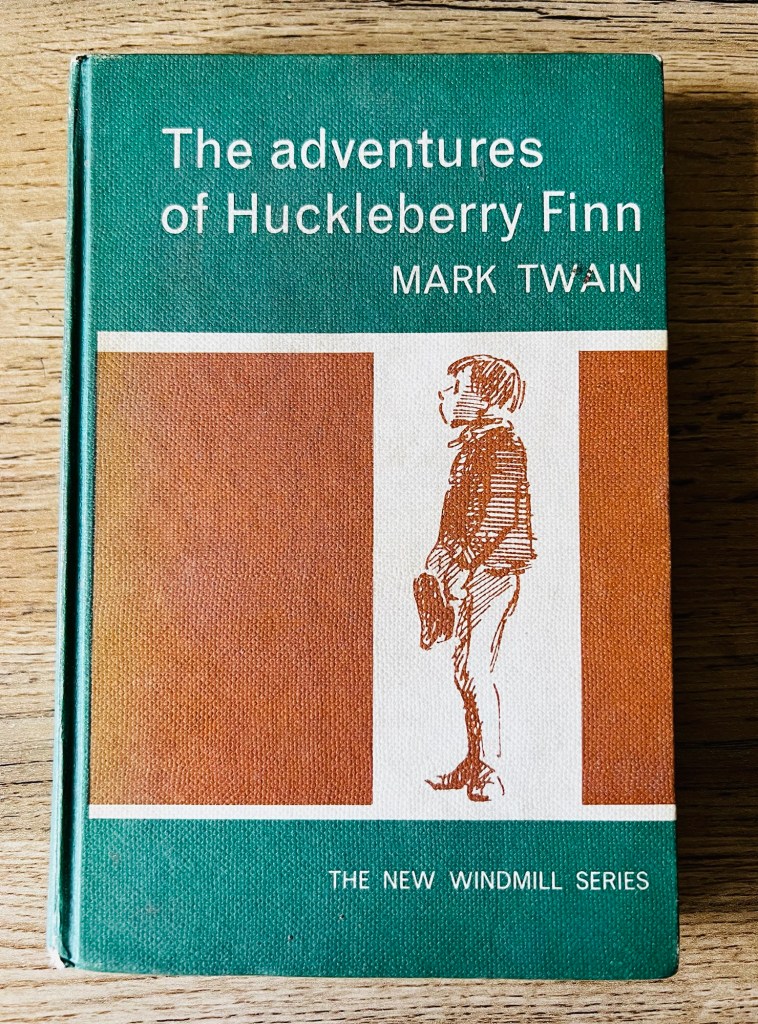 The adventures
of Huckleberry Finn
MARK TWAIN
THE NEW WINDMILL SERIES